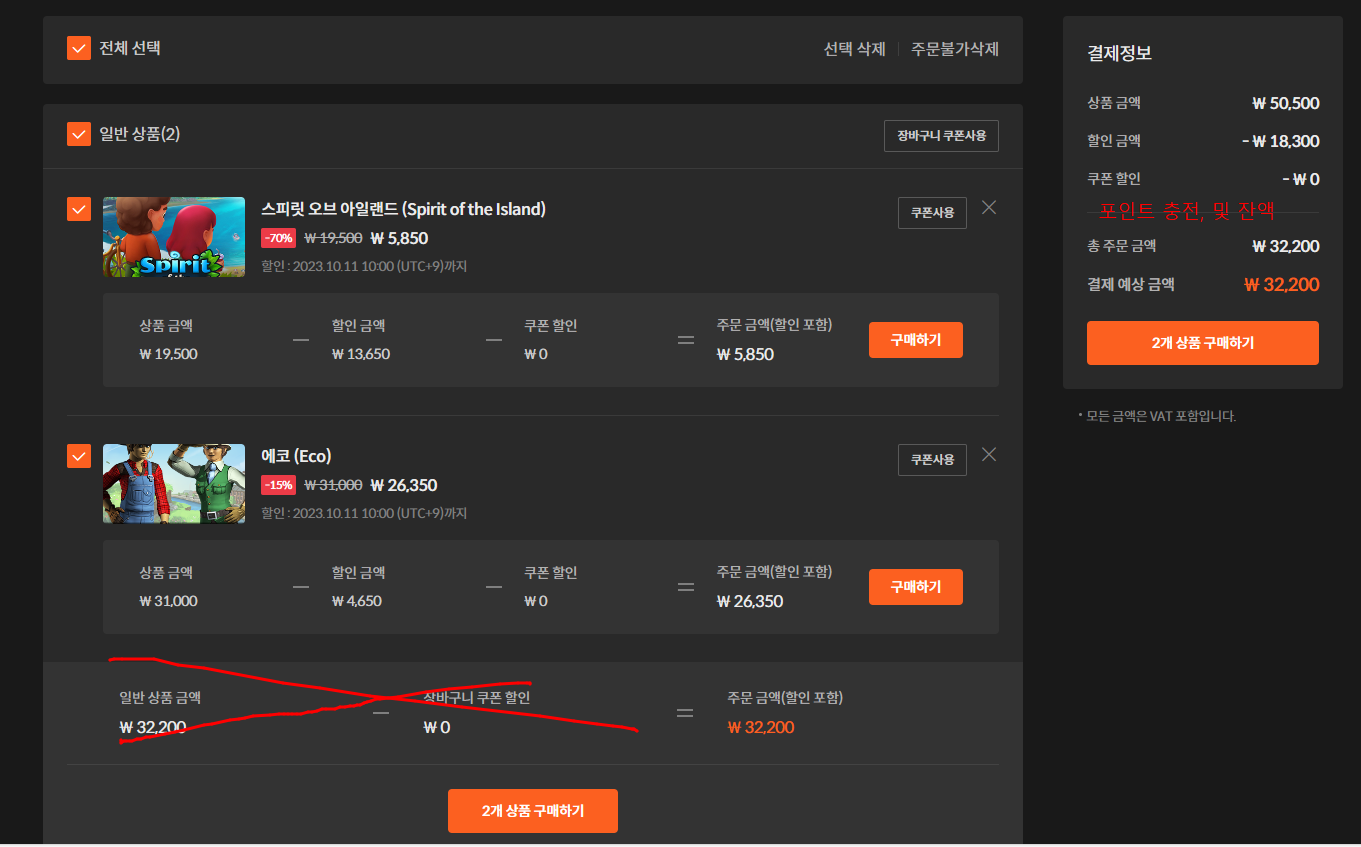 전체 선택
선택 삭제 | 주문불가삭제
일반 상품(2)
장바구니 쿠폰사용
스피릿 오브 아일랜드 (Spirit of the Island)
쿠폰사용
-70% ₩ 19,500 ₩ 5,850
할인 : 2023.10.11 10:00 (UTC+9)까지
Spirit
상품 금액
₩ 19,500
할인 금액
₩ 13,650
쿠폰 할인
₩ 0
주문 금액(할인 포함)
₩ 5,850
구매하기
에코 (Eco)
쿠폰사용
-15% ₩ 31,000 ₩ 26,350
할인 : 2023.10.11 10:00 (UTC+9)까지
상품 금액
₩ 31,000
할인 금액
₩ 4,650
쿠폰 할인
₩ 0
주문 금액(할인 포함)
₩ 26,350
구매하기
일반 상품 금액
₩ 32,200
장바구니 쿠폰 할인
₩ 0
주문 금액(할인 포함)
₩ 32,200
2개 상품 구매하기
결제정보
상품 금액 ₩ 50,500
할인 금액 - ₩ 18,300
쿠폰 할인 - ₩ 0
포인트 충전, 및 잔액
총 주문 금액 ₩ 32,200
결제 예상 금액 ₩ 32,200
2개 상품 구매하기
• 모든 금액은 VAT 포함입니다.